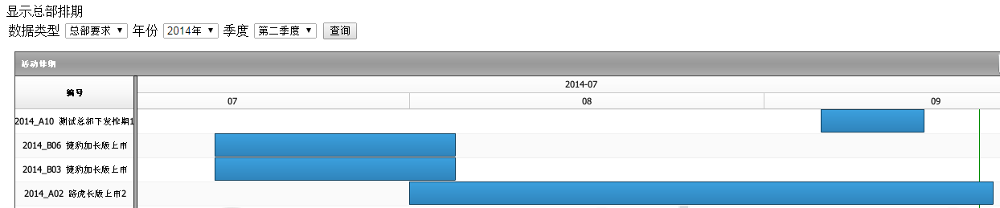 显示总部排期
数据类型 总部要求 年份 2014年 季度 第二季度 查询
活动排期
编号
2014-07
07 08 09
2014_A10 测试总部下发排期1
2014_B06 捷豹加长版上市
2014_B03 捷豹加长版上市
2014_A02 路虎长版上市2